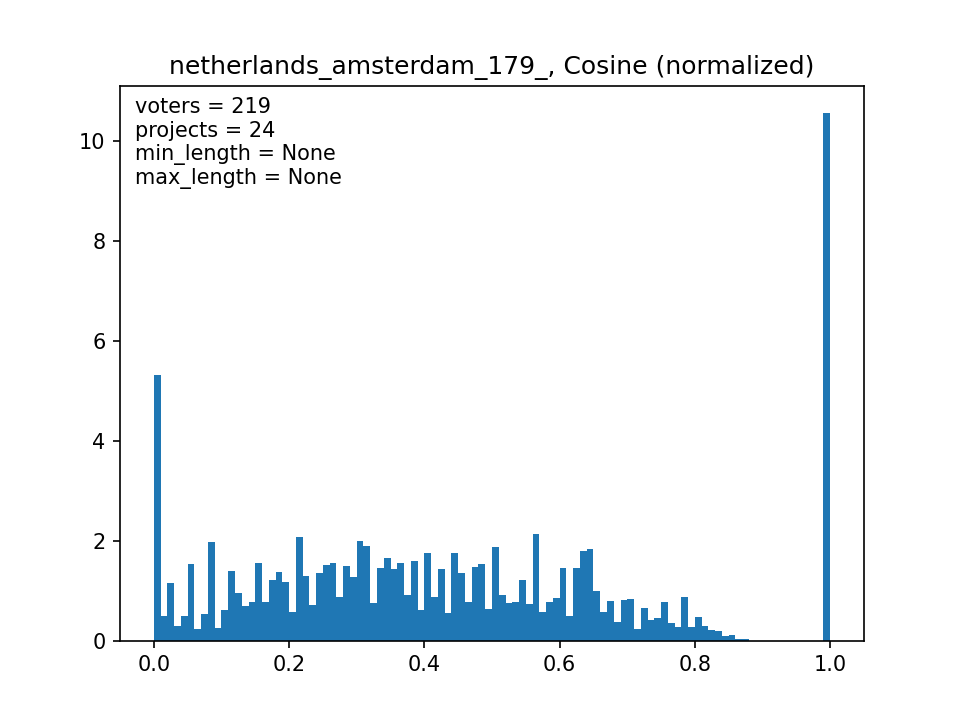 netherlands_amsterdam_179_, Cosine (normalized)
voters = 219
projects = 24
min_length = None
max_length = None
10
8
6
4
2
0
0.0 0.2 0.4 0.6 0.8 1.0